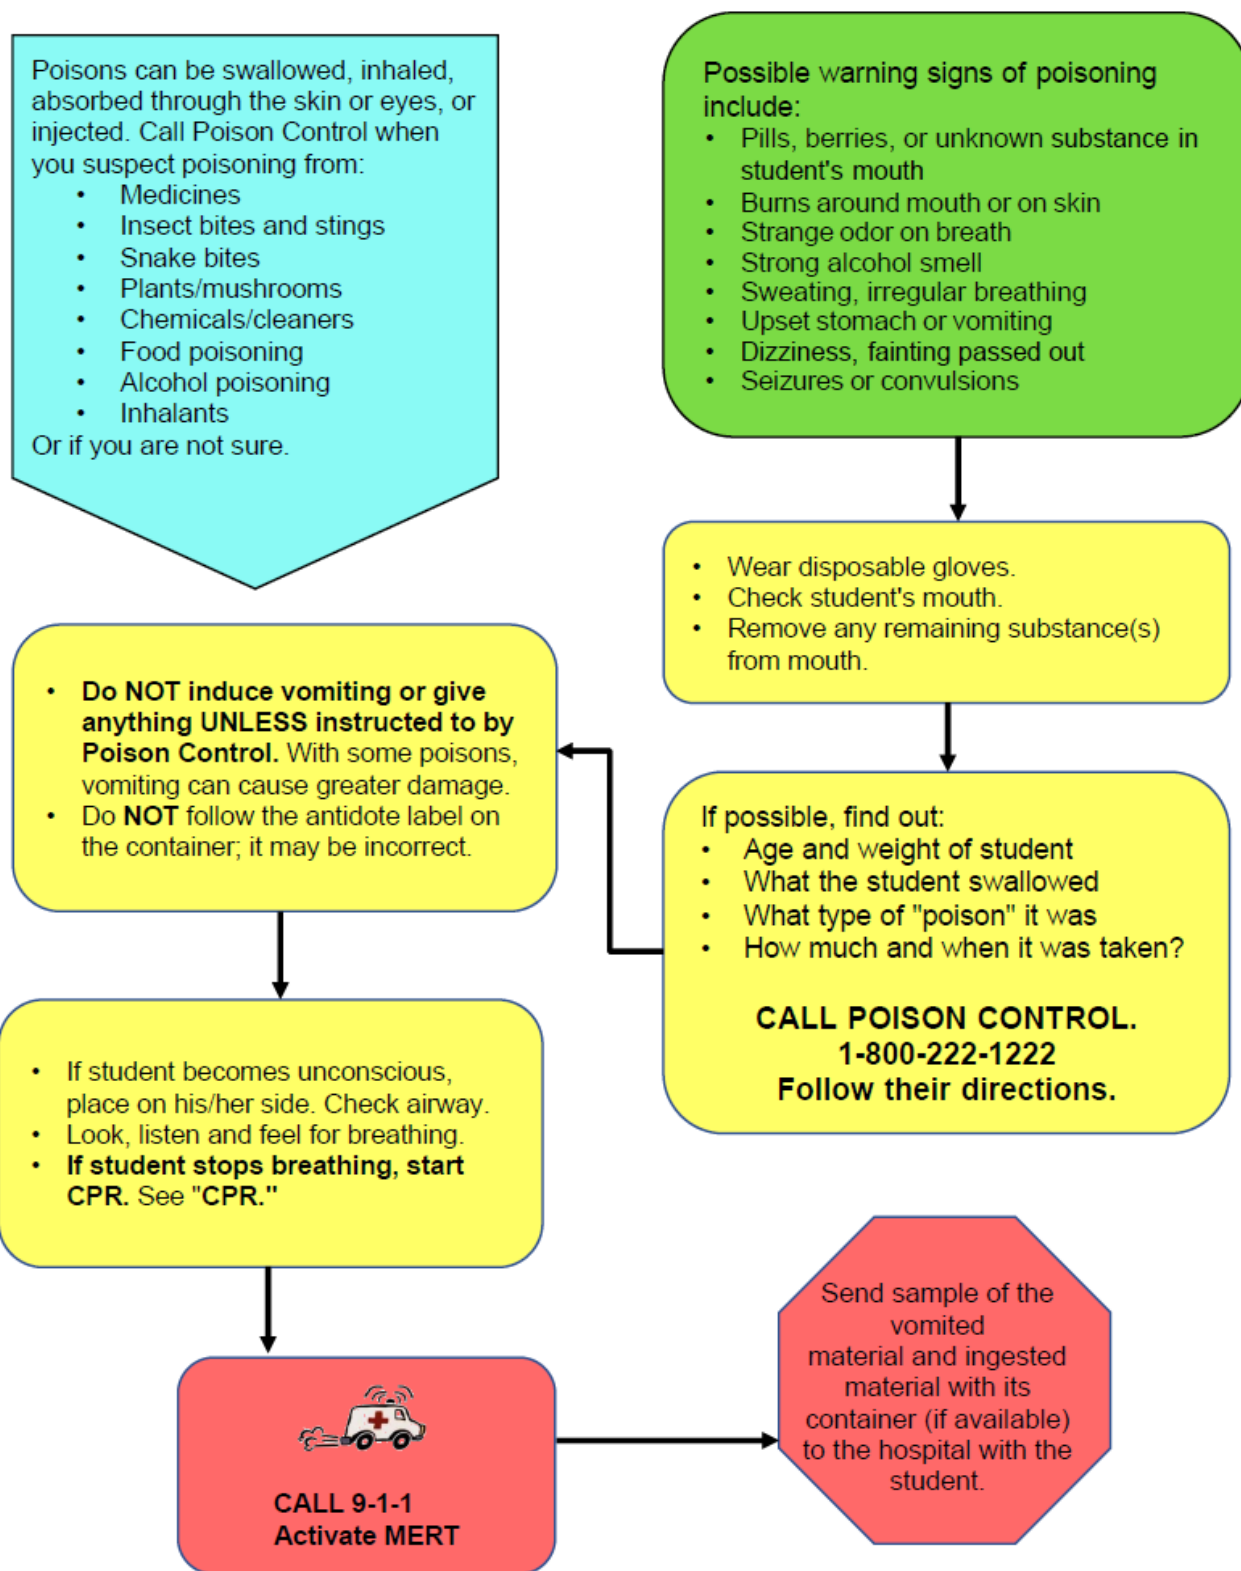 Poisons can be swallowed, inhaled,
absorbed through the skin or eyes, or
injected. Call Poison Control when
you suspect poisoning from:
• Medicines
• Insect bites and stings
• Snake bites
• Plants/mushrooms
• Chemicals/cleaners
• Food poisoning
• Alcohol poisoning
• Inhalants
Or if you are not sure.
Possible warning signs of poisoning
include:
• Pills, berries, or unknown substance in
student's mouth
• Burns around mouth or on skin
• Strange odor on breath
• Strong alcohol smell
• Sweating, irregular breathing
• Upset stomach or vomiting
• Dizziness, fainting passed out
• Seizures or convulsions
• Wear disposable gloves.
• Check student's mouth.
• Remove any remaining substance(s)
from mouth.
If possible, find out:
• Age and weight of student
• What the student swallowed
• What type of "poison" it was
• How much and when it was taken?
CALL POISON CONTROL.
1-800-222-1222
Follow their directions.
• Do NOT induce vomiting or give
anything UNLESS instructed to by
Poison Control. With some poisons,
vomiting can cause greater damage.
• Do NOT follow the antidote label on
the container; it may be incorrect.
• If student becomes unconscious,
place on his/her side. Check airway.
• Look, listen and feel for breathing.
• If student stops breathing, start
CPR. See "CPR."
CALL 9-1-1
Activate MERT
Send sample of the
vomited
material and ingested
material with its
container (if available)
to the hospital with the
student.